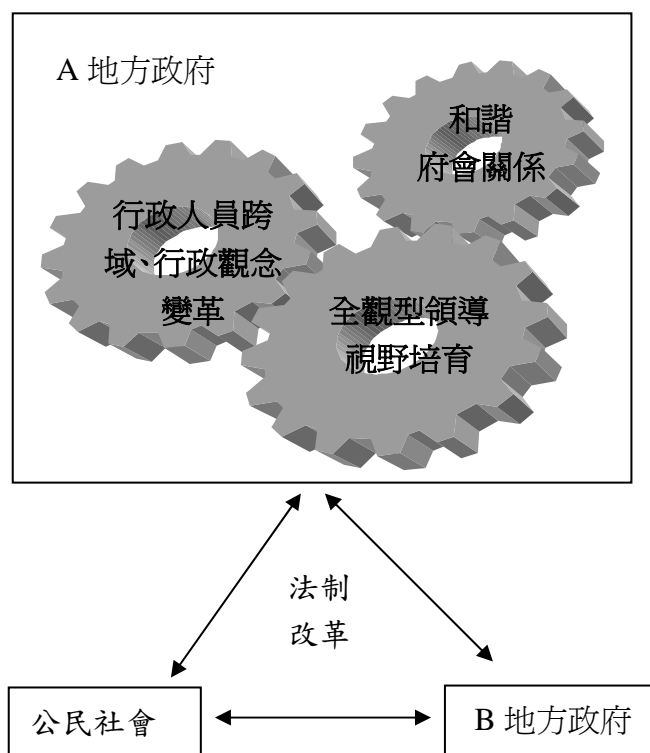 A 地方政府
和諧
府會關係
行政人員跨
域、行政觀念
變革
全觀型領導
視野培育
法制
改革
公民社會
B 地方政府